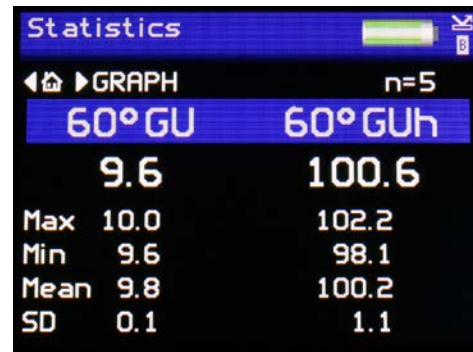 Statistics
B
◀⌂ ▶GRAPH n=5
60°GU 60°GUh
9.6 100.6
Max 10.0 102.2
Min 9.6 98.1
Mean 9.8 100.2
SD 0.1 1.1